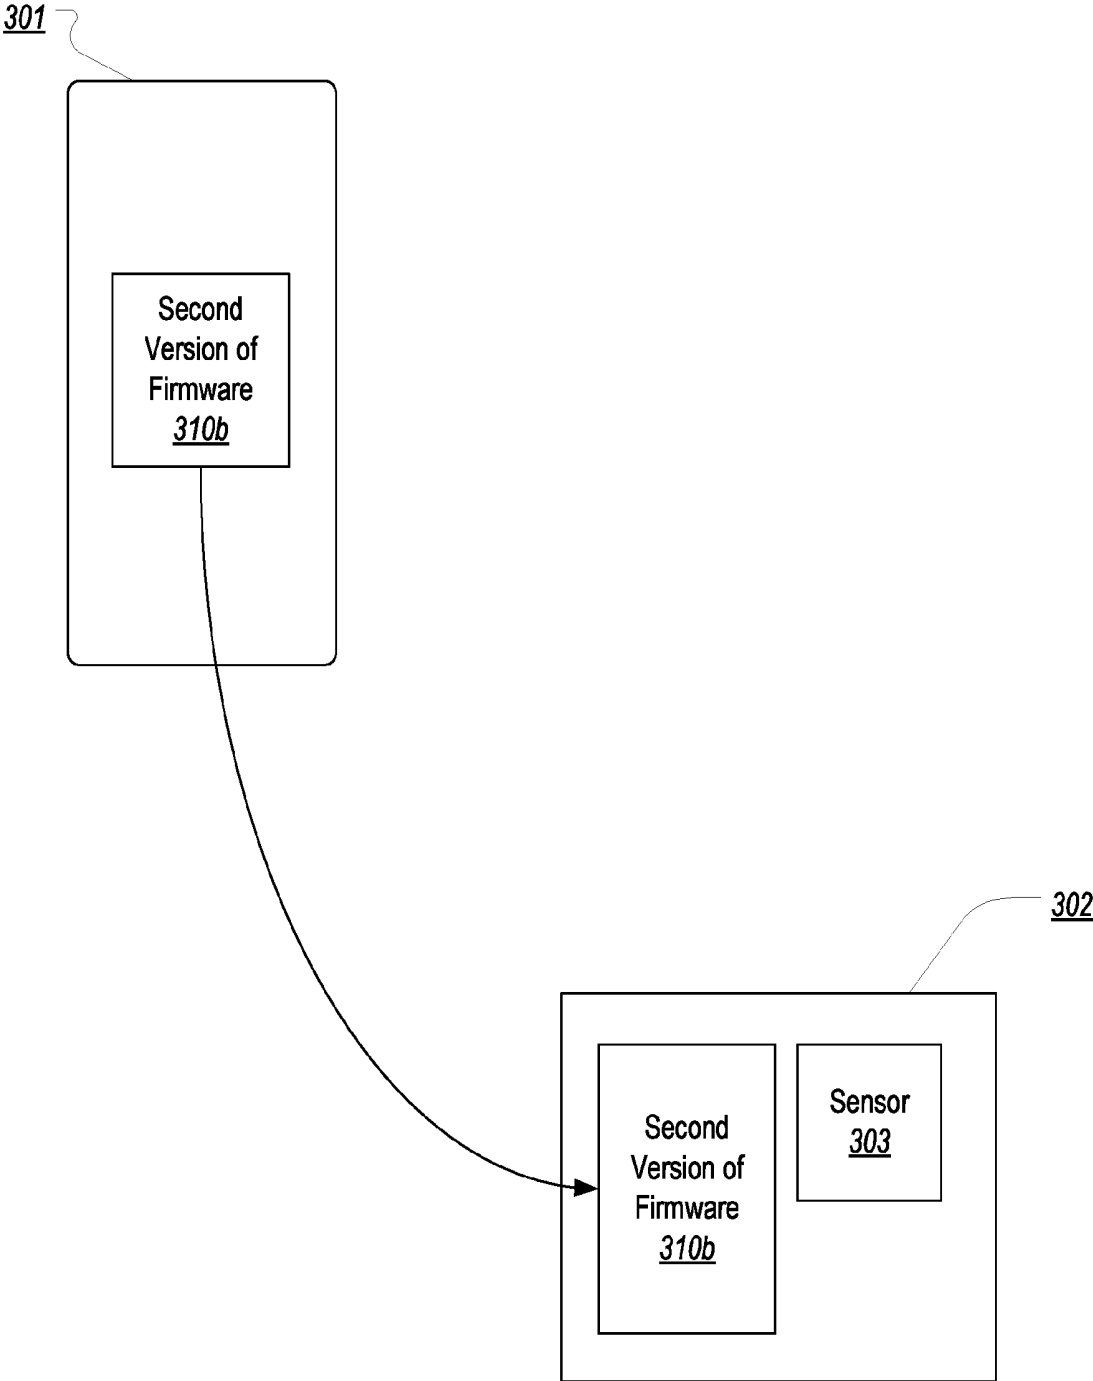 301
Second
Version of
Firmware
310b
302
Second
Version of
Firmware
310b
Sensor
303